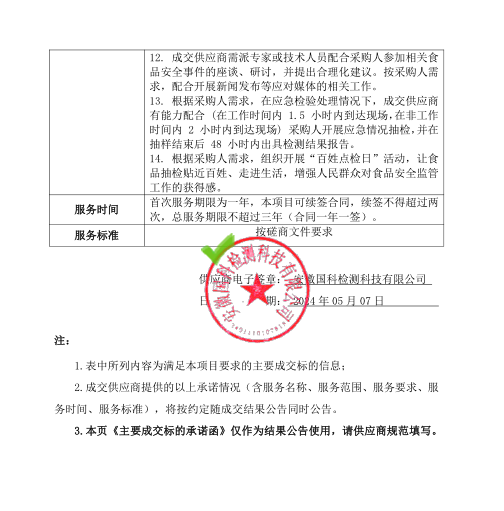 12. 成交供应商需派专家或技术人员配合采购人参加相关食
品安全事件的座谈、研讨，并提出合理化建议。按采购人需
求，配合开展新闻发布等应对媒体的相关工作。
13. 根据采购人需求，在应急检验处理情况下，成交供应商
有能力配合 (在工作时间内 1.5 小时内到达现场,在非工作
时间内 2 小时内到达现场) 采购人开展应急情况抽检,并在
抽样结束后 48 小时内出具检测结果报告。
14. 根据采购人需求，组织开展“百姓点检日”活动，让食
品抽检贴近百姓、走进生活，增强人民群众对食品安全监管
工作的获得感。
服务时间
首次服务期限为一年，本项目可续签合同，续签不得超过两
次，总服务期限不超过三年（合同一年一签）。
服务标准
按磋商文件要求
供应商电子签章： 安徽国科检测科技有限公司
日 期： 2024 年 05 月 07 日
安徽国科检测科技有限公司
注：
1.表中所列内容为满足本项目要求的主要成交标的信息；
2.成交供应商提供的以上承诺情况（含服务名称、服务范围、服务要求、服
务时间、服务标准），将按约定随成交结果公告同时公告。
3.本页《主要成交标的承诺函》仅作为结果公告使用，请供应商规范填写。